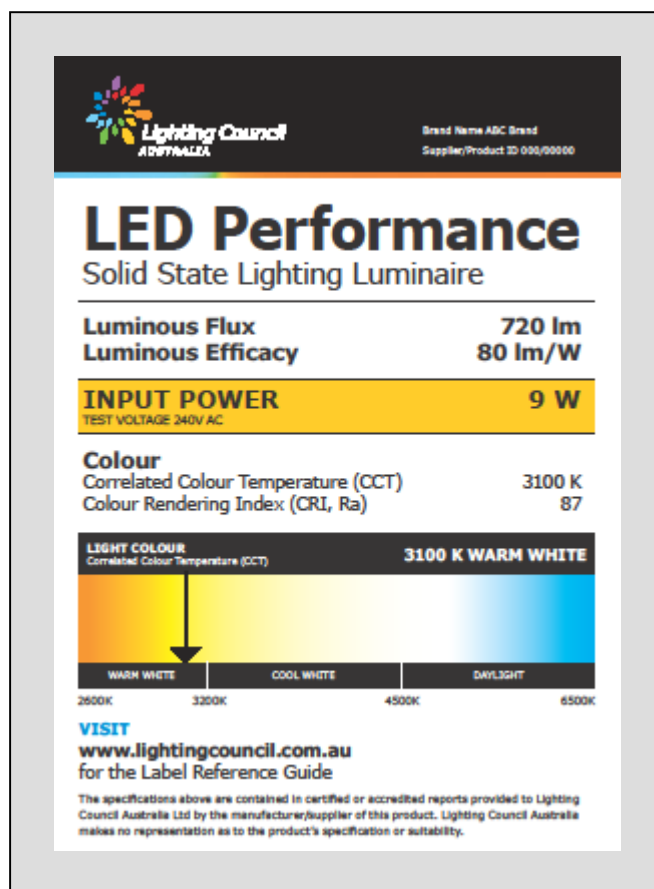 Lighting Council
AUSTRALIA
Brand Name ABC Brand
Supplier/Product ID 000/00000
LED Performance
Solid State Lighting Luminaire
Luminous Flux 720 lm
Luminous Efficacy 80 lm/W
INPUT POWER 9 W
TEST VOLTAGE 240V AC
Colour
Correlated Colour Temperature (CCT) 3100 K
Colour Rendering Index (CRI, Ra) 87
LIGHT COLOUR
Correlated Colour Temperature (CCT)
3100 K WARM WHITE
WARM WHITE COOL WHITE DAYLIGHT
2600K 3200K 4500K 6500K
VISIT
www.lightingcouncil.com.au
for the Label Reference Guide
The specifications above are contained in certified or accredited reports provided to Lighting
Council Australia Ltd by the manufacturer/supplier of this product. Lighting Council Australia
makes no representation as to the product's specification or suitability.